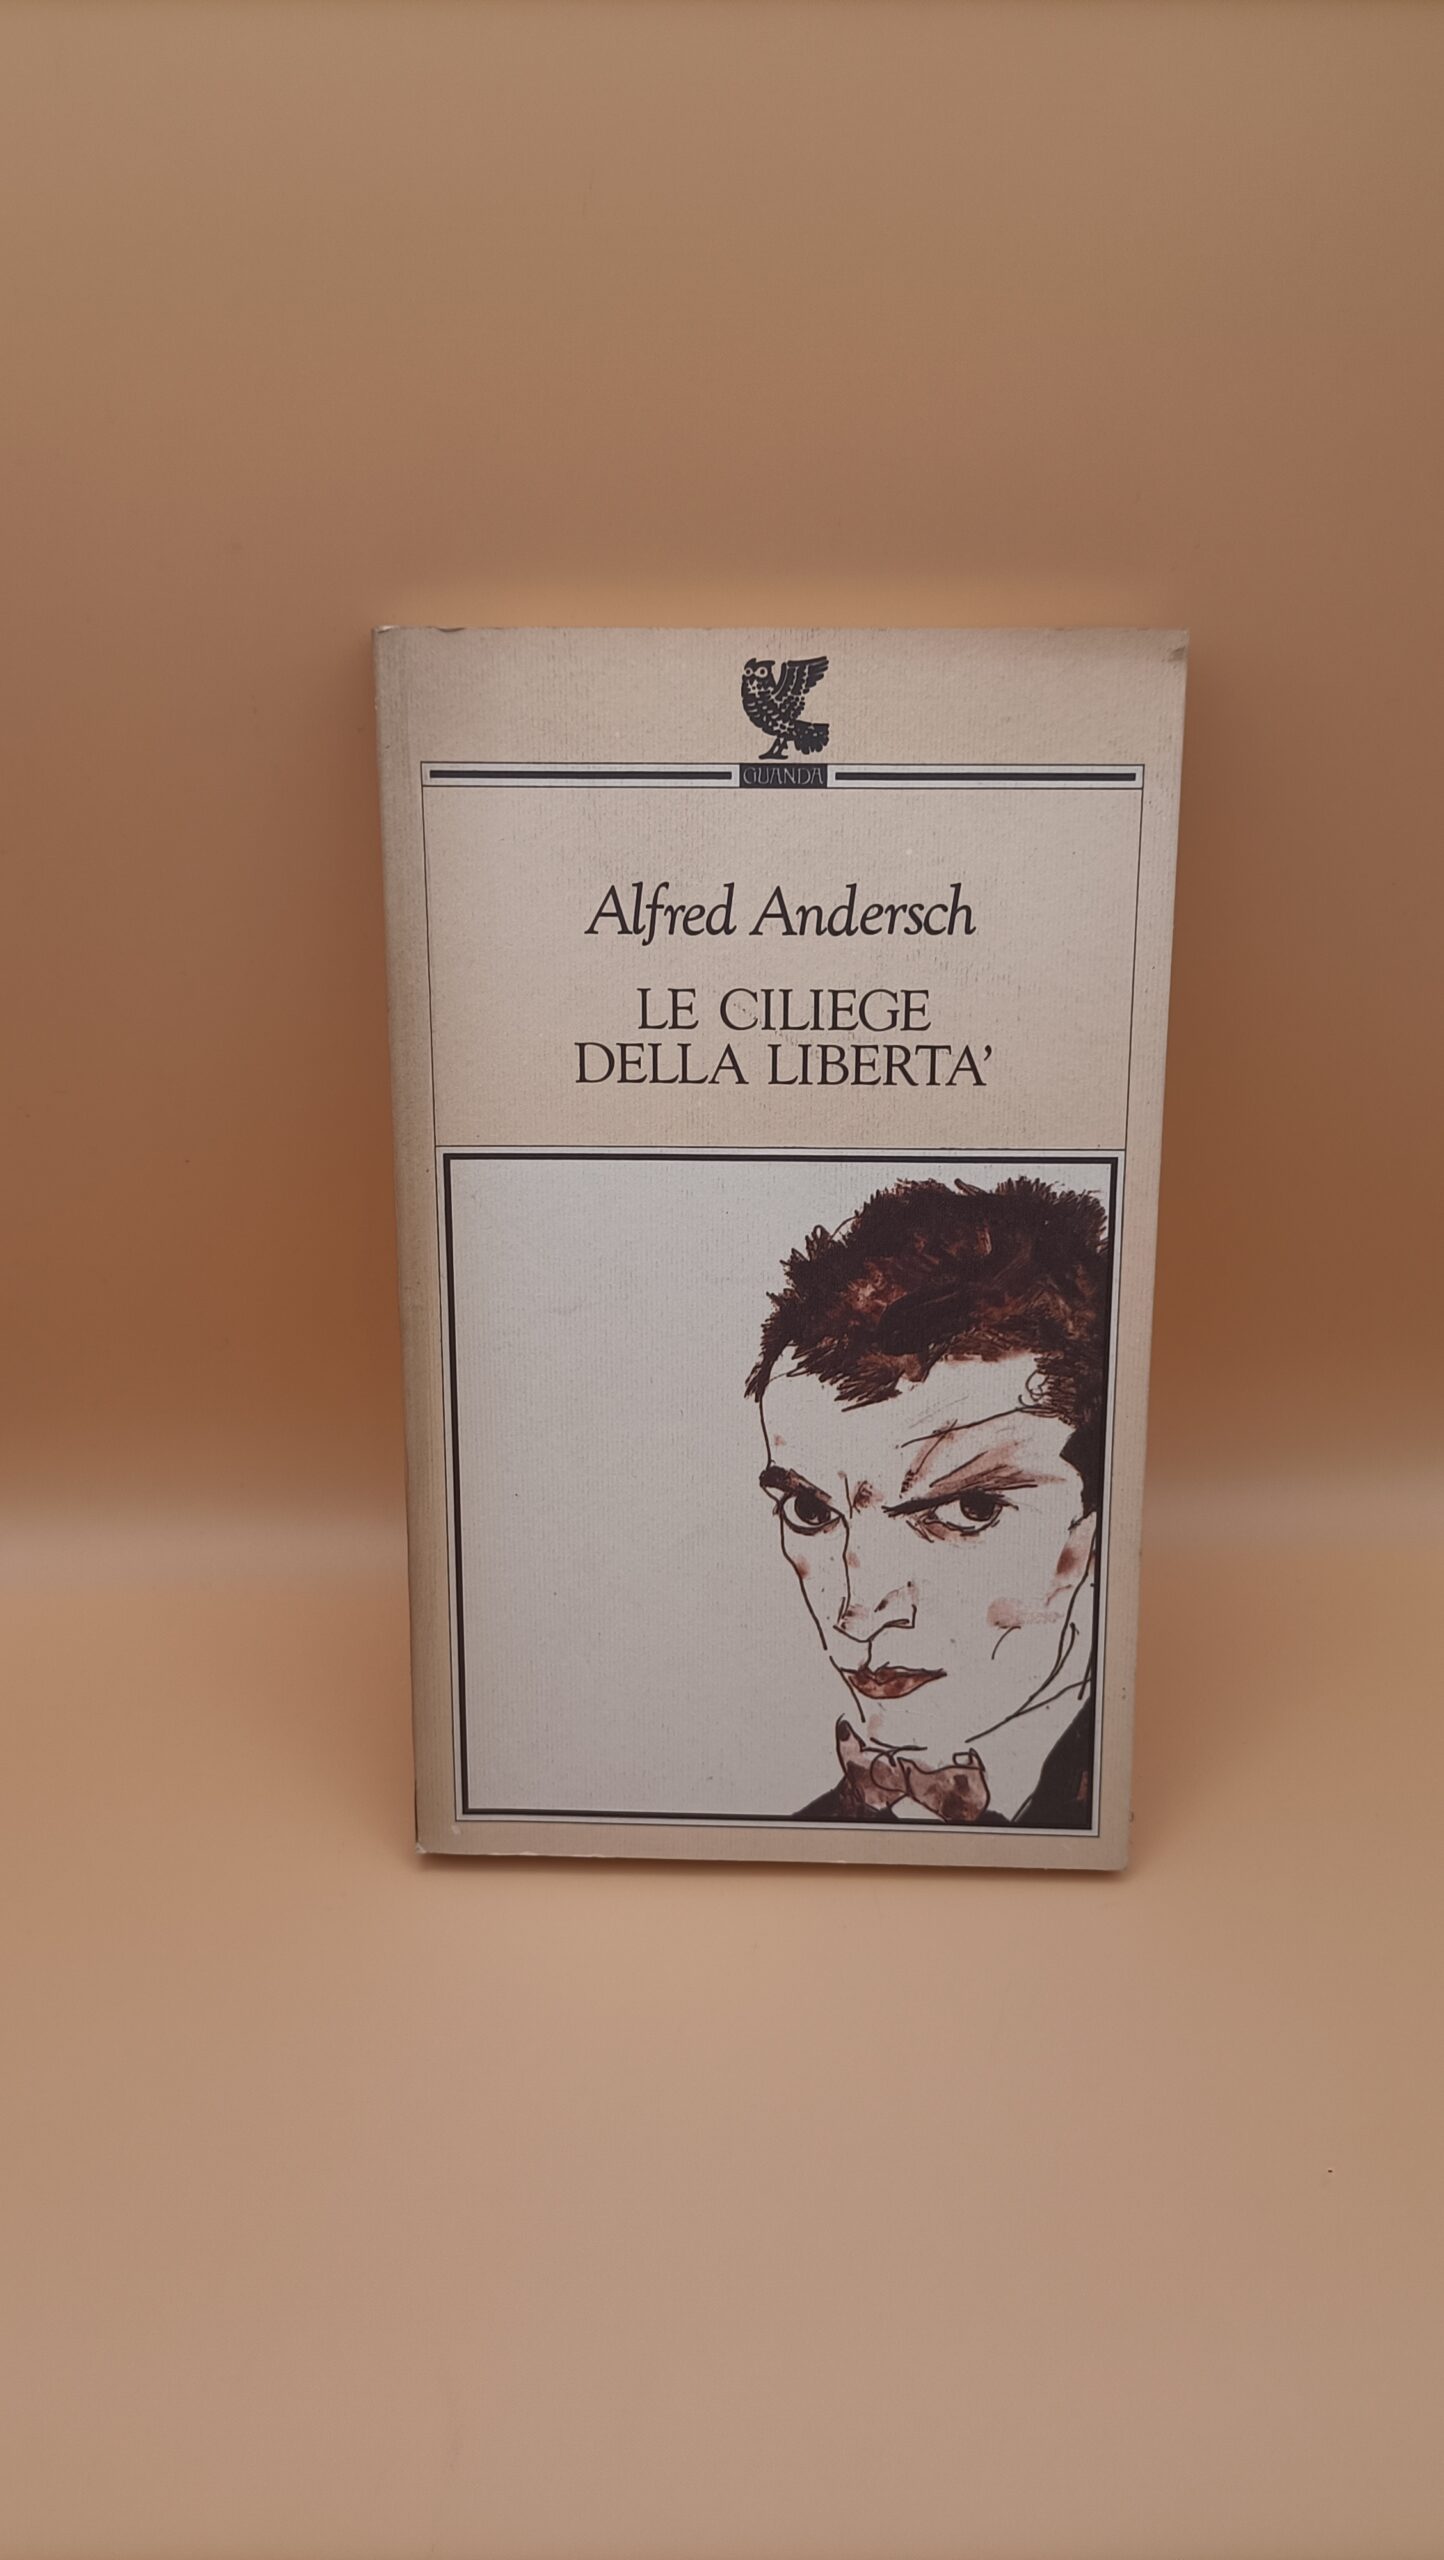 GUANDA
Alfred Andersch
LE CILIEGE
DELLA LIBERTA'